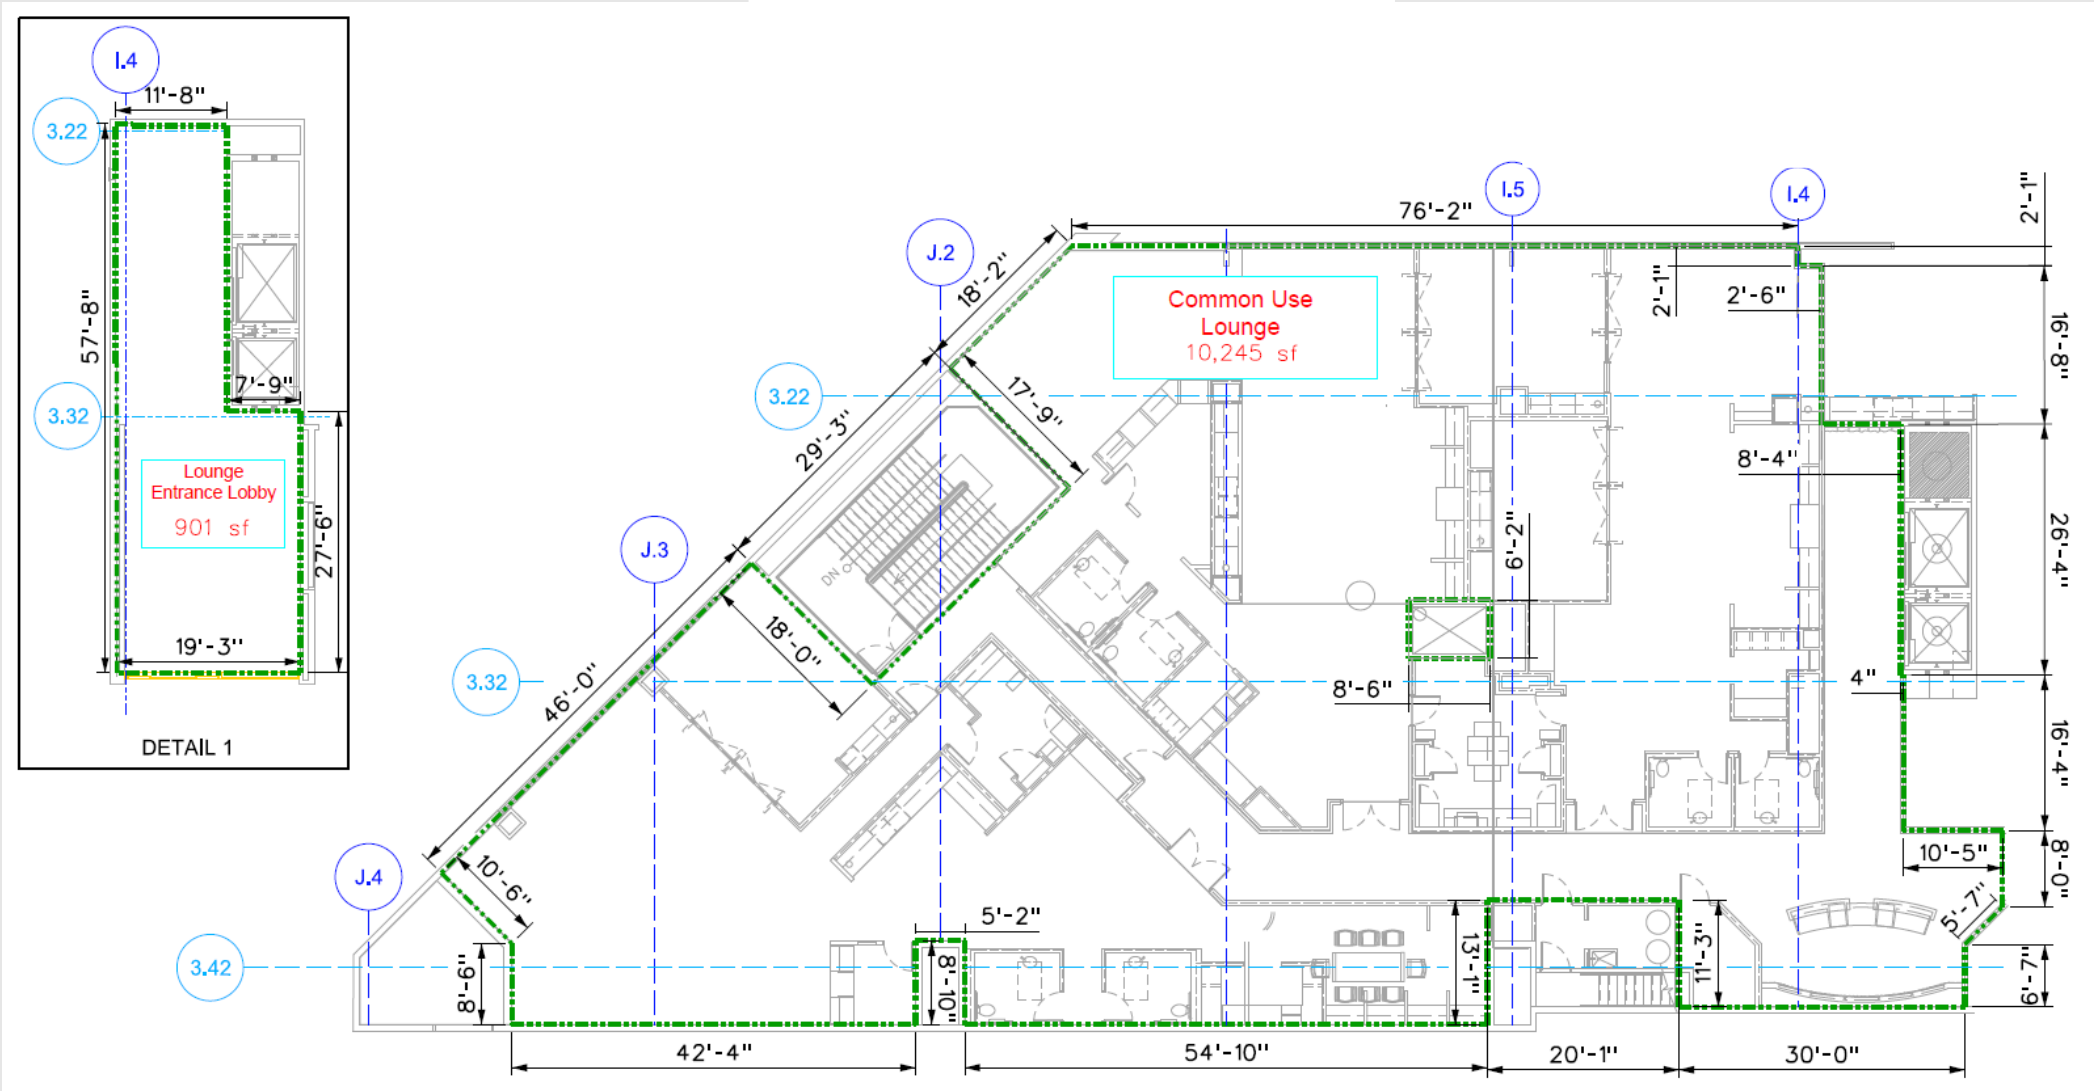 I.4
11'-8"
3.22
57'-8"
7'-9"
3.32
Lounge
Entrance Lobby
901 sf
27'-6"
19'-3"
DETAIL 1
I.5
I.4
2'-1"
76'-2"
J.2
18'-2"
Common Use
Lounge
10,245 sf
2'-1"
2'-6"
16'-8"
3.22
17'-9"
29'-3"
8'-4"
26'-4"
6'-2"
J.3
DN
18'-0"
3.32
46'-0"
8'-6"
4"
16'-4"
J.4
10'-6"
10'-5"
8'-0"
5'-7"
5'-2"
13'-1"
11'-3"
3.42
8'-6"
8'-10"
6'-7"
42'-4"
54'-10"
20'-1"
30'-0"